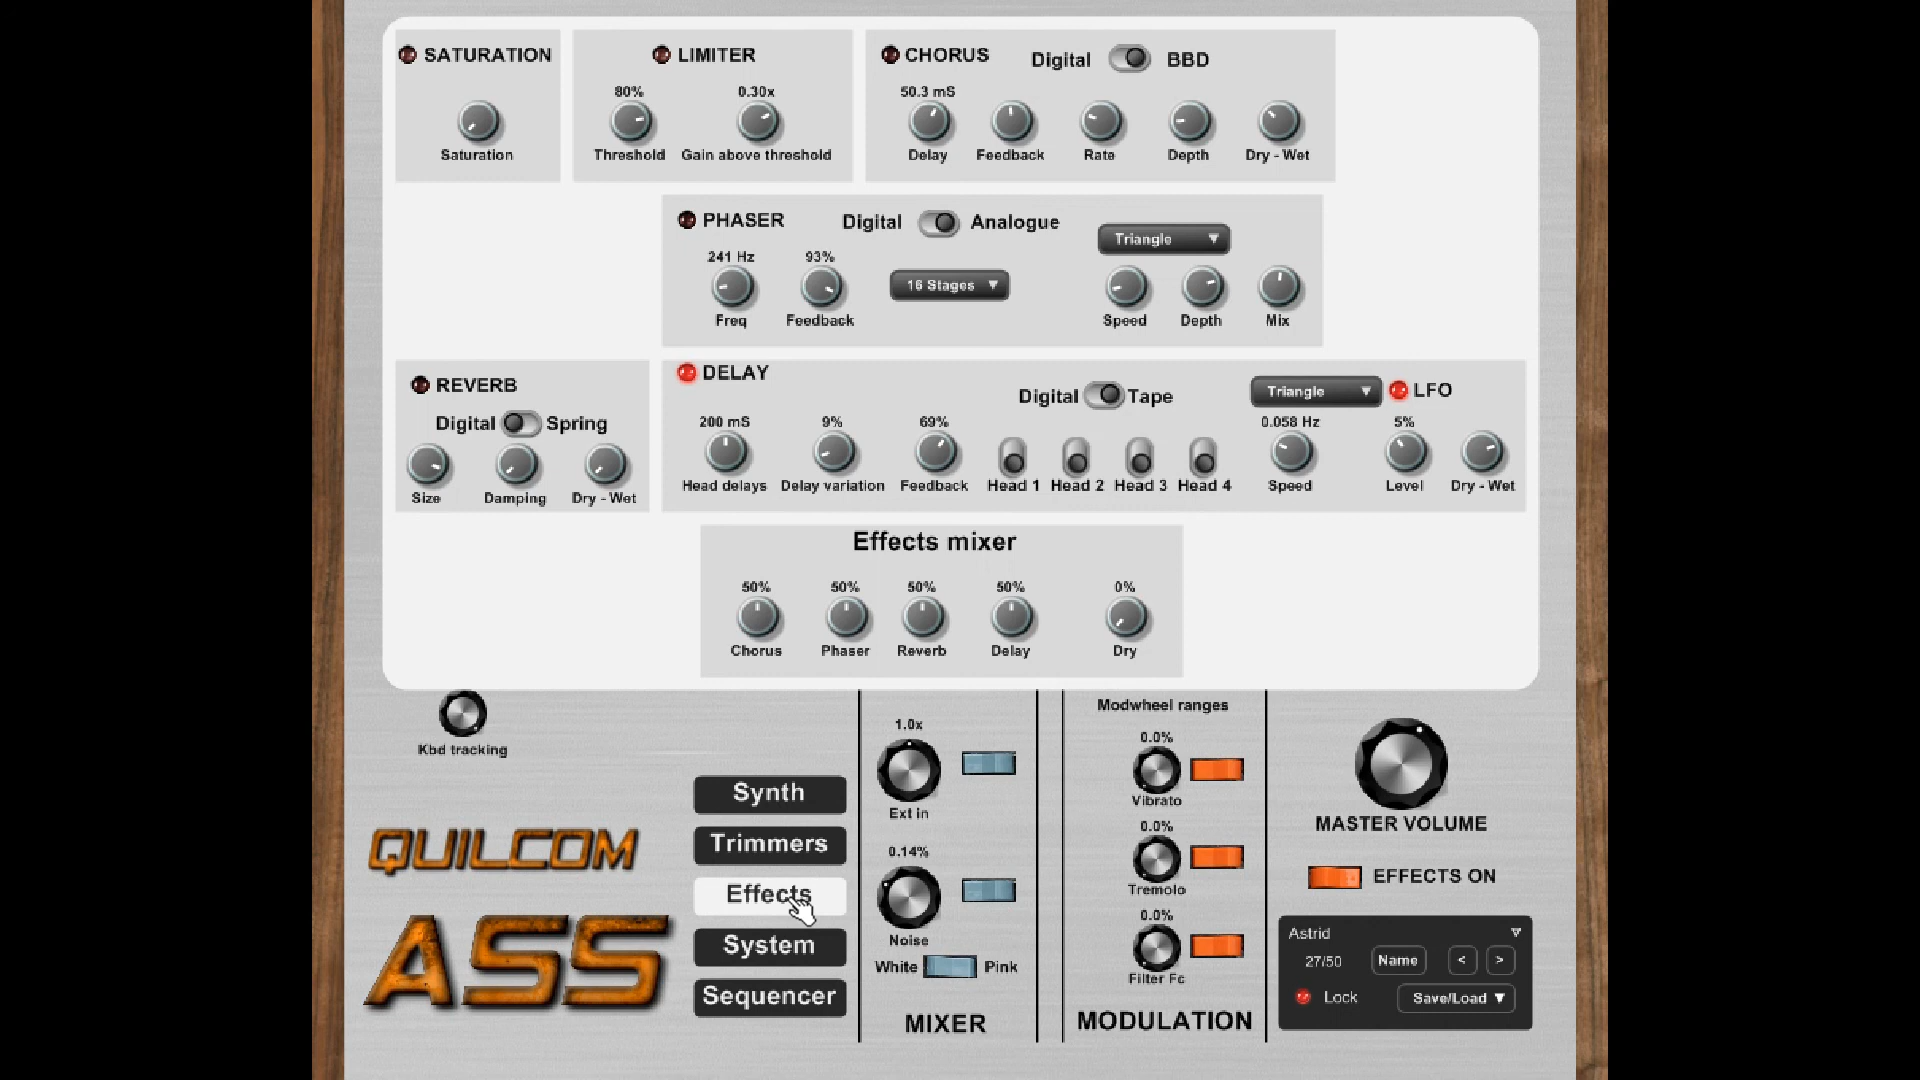 SATURATION
Saturation
LIMITER
80% 0.30x
Threshold Gain above threshold
CHORUS Digital BBD
50.3 mS
Delay Feedback Rate Depth Dry - Wet
PHASER Digital Analogue
Triangle
241 Hz 93%
16 Stages
Freq Feedback Speed Depth Mix
REVERB
Digital Spring
Size Damping Dry - Wet
DELAY
Digital Tape Triangle LFO
200 mS 9% 69% 0.058 Hz 5%
Head delays Delay variation Feedback Head 1 Head 2 Head 3 Head 4 Speed Level Dry - Wet
Effects mixer
50% 50% 50% 50% 0%
Chorus Phaser Reverb Delay Dry
Kbd tracking
QUILCOM
ASS
Synth
Trimmers
Effects
System
Sequencer
1.0x
Ext in
0.14%
Noise
White Pink
MIXER
Modwheel ranges
0.0%
Vibrato
0.0%
Tremolo
0.0%
Filter Fc
MODULATION
MASTER VOLUME
EFFECTS ON
Astrid
27/50 Name < >
Lock Save/Load